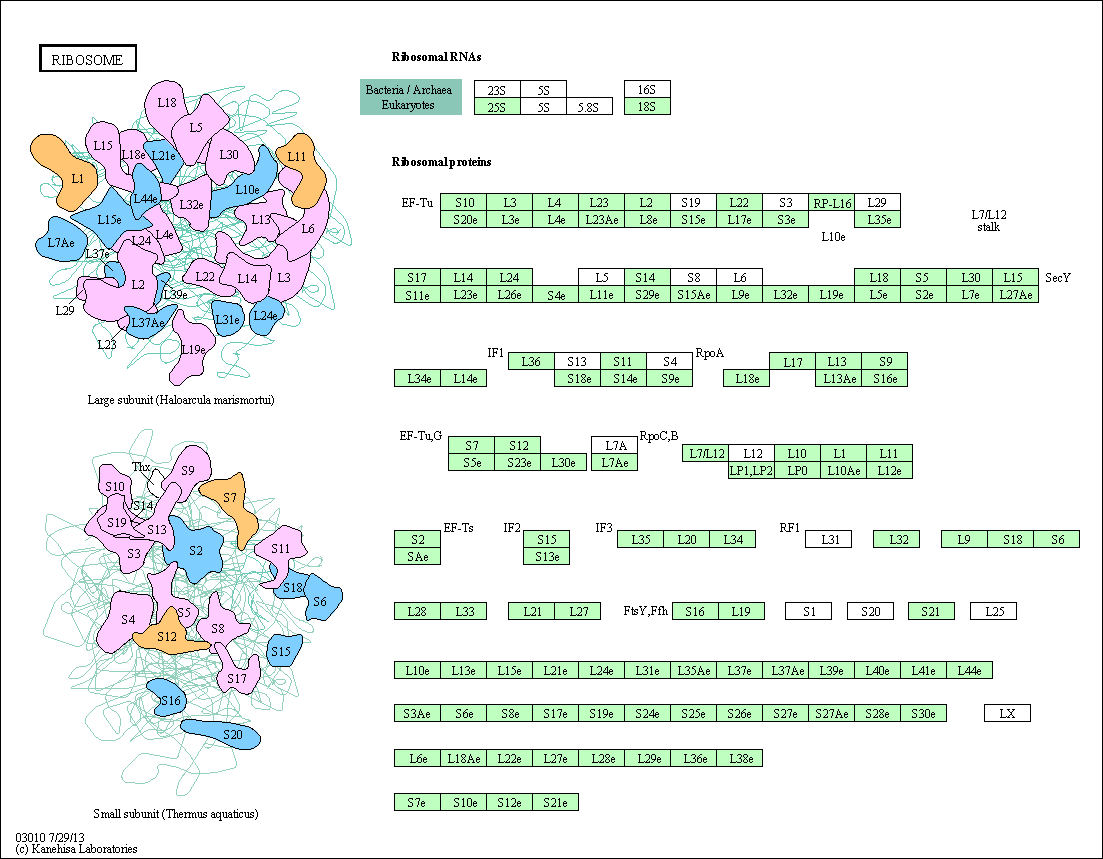 RIBOSOME
Ribosomal RNAs
Bacteria / Archaea 23S 5S 16S
Eukaryotes 25S 5S 5.8S 18S
Ribosomal proteins
EF-Tu S10 L3 L4 L23 L2 S19 L22 S3 RP-L16 L29
S20e L3e L4e L23Ae L8e S15e L17e S3e L35e
L10e
L7/L12
stalk
S17 L14 L24 L5 S14 S8 L6 L18 S5 L30 L15 SecY
S11e L23e L26e S4e L11e S29e S15Ae L9e L32e L19e L5e S2e L7e L27Ae
IF1 L36 S13 S11 S4 RpoA L17 L13 S9
L34e L14e S18e S14e S9e L18e L13Ae S16e
EF-Tu,G S7 S12 L7A RpoC,B L7/L12 L12 L10 L1 L11
S5e S23e L30e L7Ae LP1,LP2 LP0 L10Ae L12e
S2 EF-Ts IF2 S15 IF3 L35 L20 L34 RF1 L31 L32 L9 S18 S6
SAe S13e
L28 L33 L21 L27 FtsY,Ffh S16 L19 S1 S20 S21 L25
L10e L13e L15e L21e L24e L31e L35Ae L37e L37Ae L39e L40e L41e L44e
S3Ae S6e S8e S17e S19e S24e S25e S26e S27e S27Ae S28e S30e LX
L6e L18Ae L22e L27e L28e L29e L36e L38e
S7e S10e S12e S21e
L18
L5
L15
L18e
L21e
L30
L11
L1
L44e
L10e
L32e
L15e
L13
L6
L7Ae
L24
L4e
L37e
L2
L22
L14
L3
L39e
L29
L37Ae
L31e
L24e
L23
L19e
Large subunit (Haloarcula marismortui)
Thx
S9
S10
S7
S14
S19
S13
S3
S2
S11
S18
S6
S4
S5
S12
S8
S15
S17
S16
S20
Small subunit (Thermus aquaticus)
03010 7/29/13
(c) Kanehisa Laboratories